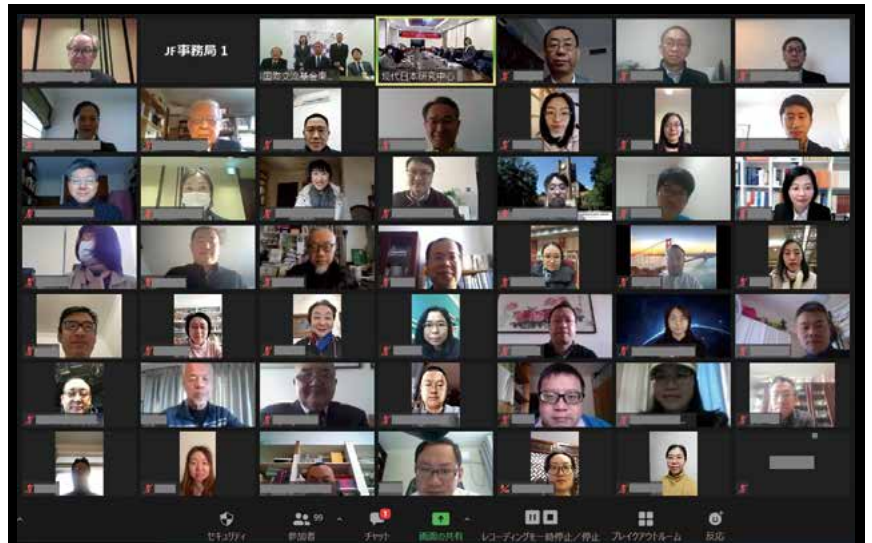 JF事務局 1
国際交流基金東
現代日本研究中心
99
1
セキュリティ
参加者
チャット
画面の共有
レコーディングを一時停止/停止
ブレイクアウトルーム
反応